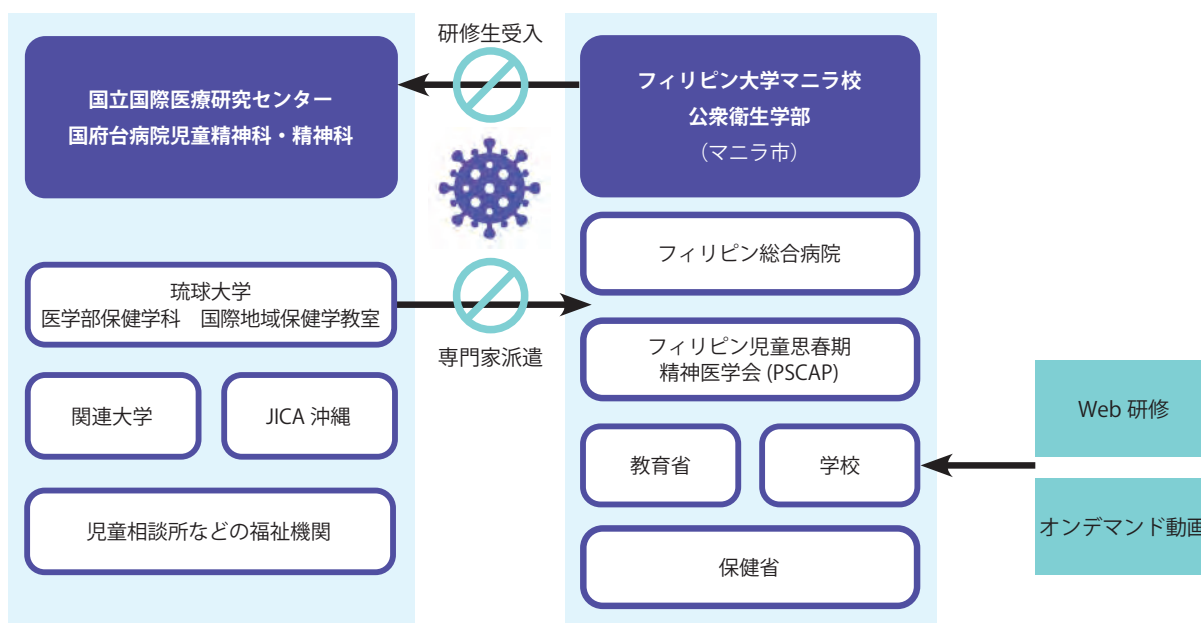 研修生受入
国立国際医療研究センター
国府台病院児童精神科・精神科
フィリピン大学マニラ校
公衆衛生学部
（マニラ市）
フィリピン総合病院
琉球大学
医学部保健学科　国際地域保健学教室
専門家派遣
フィリピン児童思春期
精神医学会 (PSCAP)
関連大学
JICA 沖縄
教育省
学校
Web 研修
オンデマンド動画
児童相談所などの福祉機関
保健省